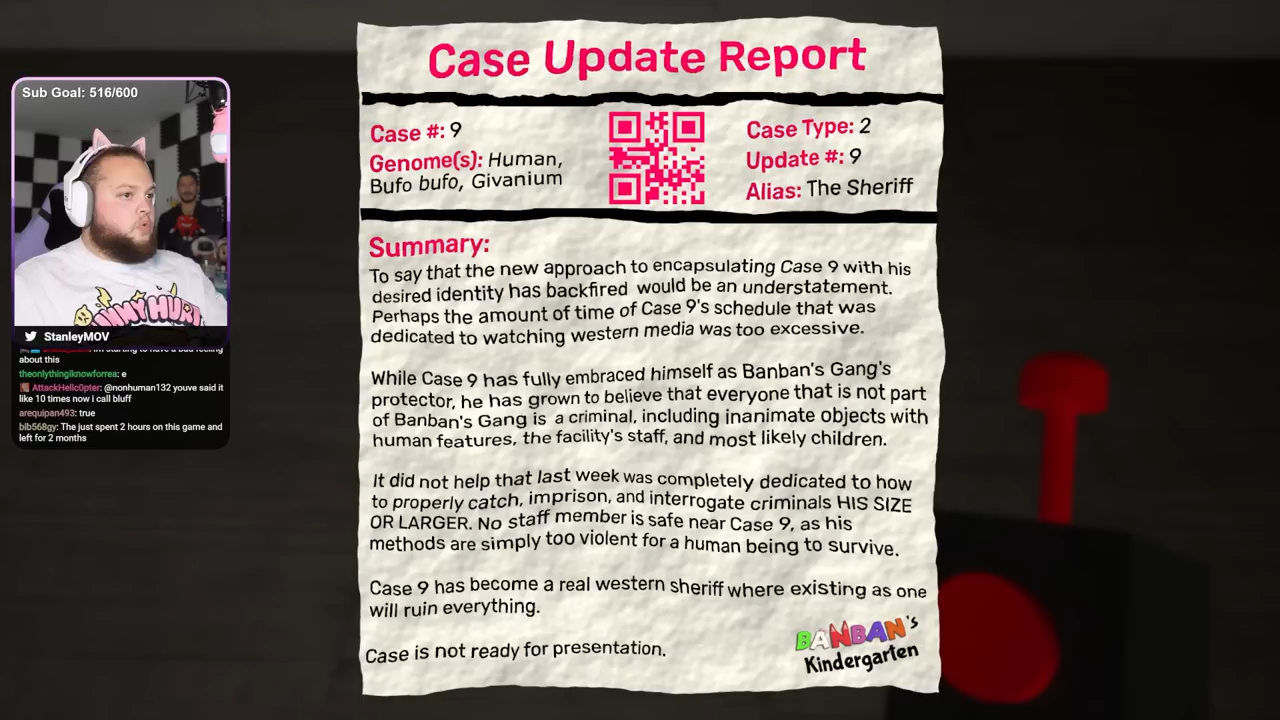 Case Update Report
Sub Goal: 516/600
Case #: 9
Genome(s): Human,
Bufo bufo, Givanium
Case Type: 2
Update #: 9
Alias: The Sheriff
Summary:
To say that the new approach to encapsulating Case 9 with his
desired identity has backfired would be an understatement.
Perhaps the amount of time of Case 9's schedule that was
dedicated to watching western media was too excessive.
While Case 9 has fully embraced himself as Banban's Gang's
protector, he has grown to believe that everyone that is not part
of Banban's Gang is a criminal, including inanimate objects with
human features, the facility's staff, and most likely children.
It did not help that last week was completely dedicated to how
to properly catch, imprison, and interrogate criminals HIS SIZE
OR LARGER. No staff member is safe near Case 9, as his
methods are simply too violent for a human being to survive.
Case 9 has become a real western sheriff where existing as one
will ruin everything.
Case is not ready for presentation.
BANBAN's
Kindergarten
StanleyMOV
about this
theonlythingiknowforrea: e
AttackHelic0pter: @nonhuman132 youve said it
like 10 times now i call bluff
arequipan493: true
bib568gy: The just spent 2 hours on this game and
left for 2 months